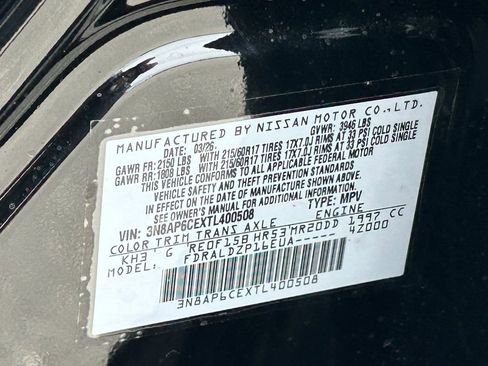 MANUFACTURED BY NISSAN MOTOR CO.,LTD.
DATE: 03/26 GVWR: 3946 LBS
GAWR FR: 2150 LBS WITH 215/60R17 TIRES 17X7.0J RIMS AT 33 PSI COLD SINGLE
GAWR RR: 1808 LBS WITH 215/60R17 TIRES 17X7.0J RIMS AT 33 PSI COLD SINGLE
THIS VEHICLE CONFORMS TO ALL APPLICABLE FEDERAL MOTOR
VEHICLE SAFETY AND THEFT PREVENTION STANDARDS
IN EFFECT ON THE DATE OF MANUFACTURE SHOWN ABOVE.
SEE OWNER'S MANUAL FOR ADDITIONAL INFORMATION
VIN: 3N8AP6CEXTL400508 TYPE: MPV
COLOR TRIM TRANS AXLE ENGINE
KH3 G RE0F15B HR53 MR20DD 1997 CC
MODEL: FDRALDZP16EUA----- 4Z000
3N8AP6CEXTL400508